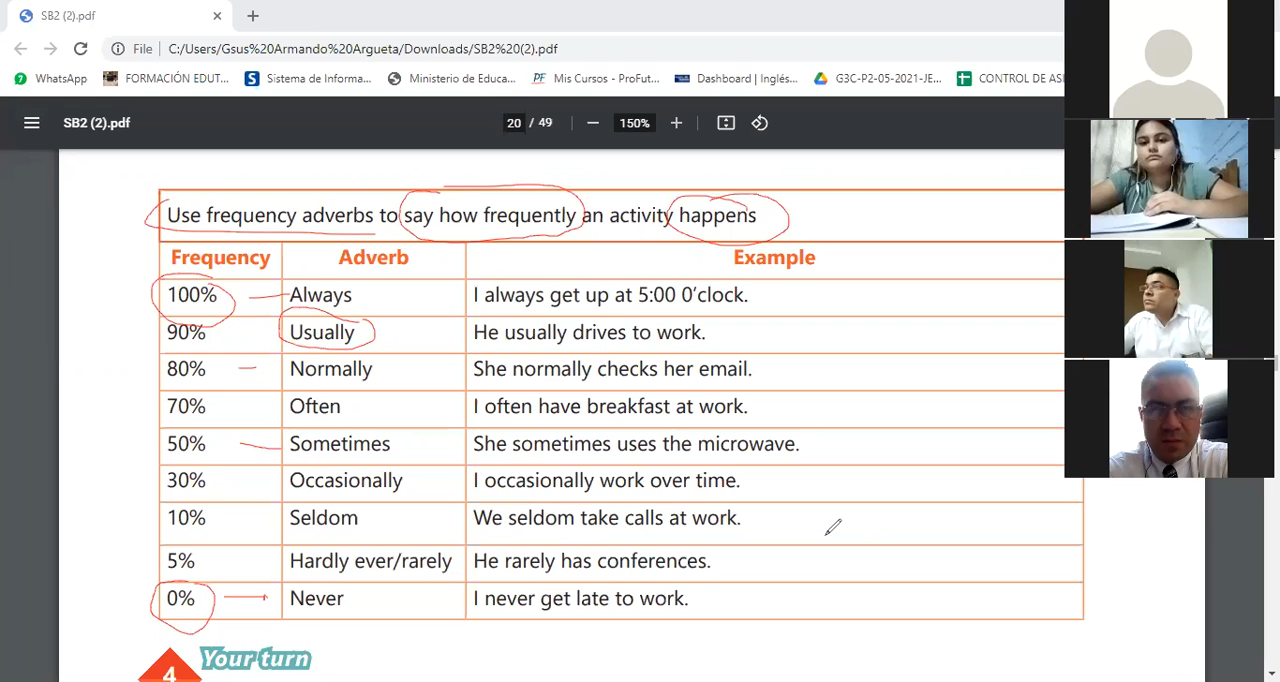 SB2 (2).pdf
File
C:/Users/Gsus%20Armando%20Argueta/Downloads/SB2%20(2).pdf
7 WhatsApp
FORMACIÓN EDUT...
S Sistema de Informa...
Ministerio de Educa...
PF Mis Cursos - ProFut...
Dashboard | Inglés...
G3C-P2-05-2021-JE...
CONTROL DE ASI
SB2 (2).pdf
20 / 49
150%
Use frequency adverbs to say how frequently an activity happens
Frequency Adverb Example
100% Always I always get up at 5:00 0’clock.
90% Usually He usually drives to work.
80% Normally She normally checks her email.
70% Often I often have breakfast at work.
50% Sometimes She sometimes uses the microwave.
30% Occasionally I occasionally work over time.
10% Seldom We seldom take calls at work.
5% Hardly ever/rarely He rarely has conferences.
0% Never I never get late to work.
4 Your turn